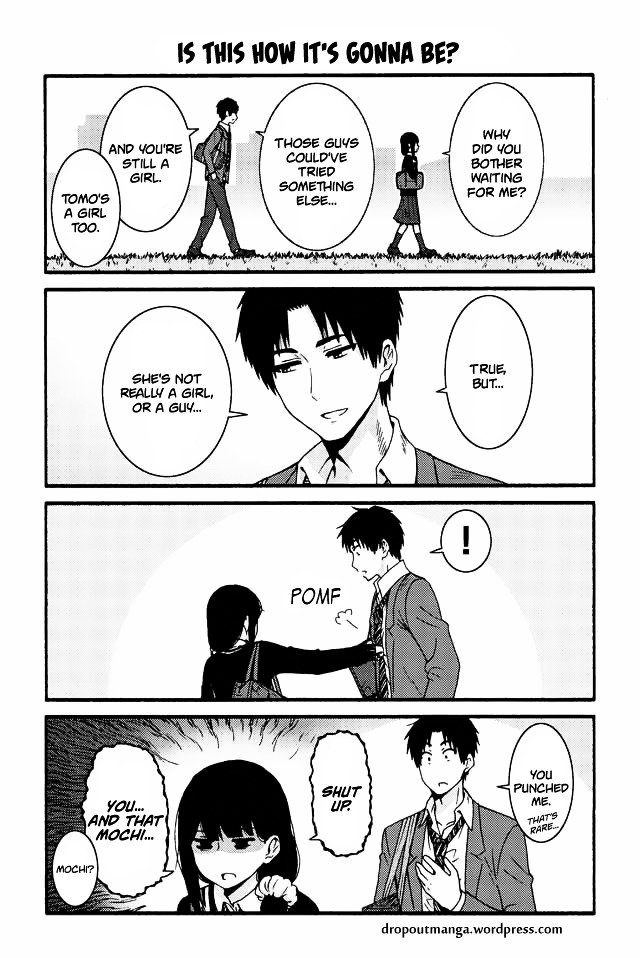 IS THIS HOW IT'S GONNA BE?
WHY
DID YOU
BOTHER
WAITING
FOR ME?
THOSE GUYS
COULD'VE
TRIED
SOMETHING
ELSE...
AND YOU'RE
STILL A
GIRL.
TOMO'S
A GIRL
TOO.
TRUE,
BUT...
SHE'S NOT
REALLY A GIRL,
OR A GUY...
!
POMF
YOU
PUNCHED
ME.
THAT'S
RARE...
SHUT
UP.
YOU...
AND THAT
MOCHI...
MOCHI?
dropoutmanga.wordpress.com